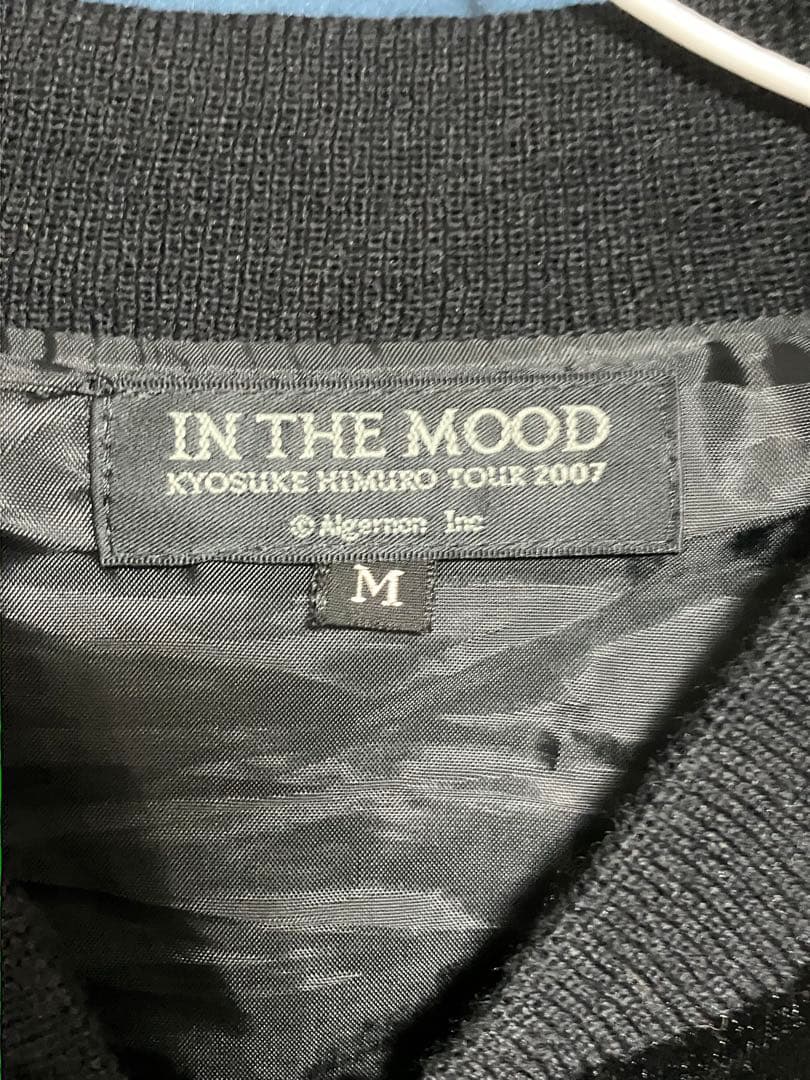 IN THE MOOD
KYOSUKE HIMURO TOUR 2007
© Algernon Inc
M